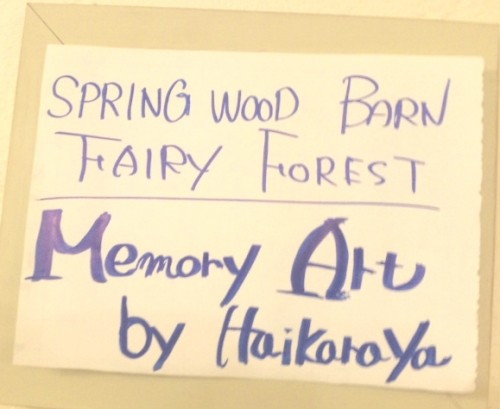 SPRING WOOD BARN
FAIRY FOREST
Memory Art
by HaikaraYa